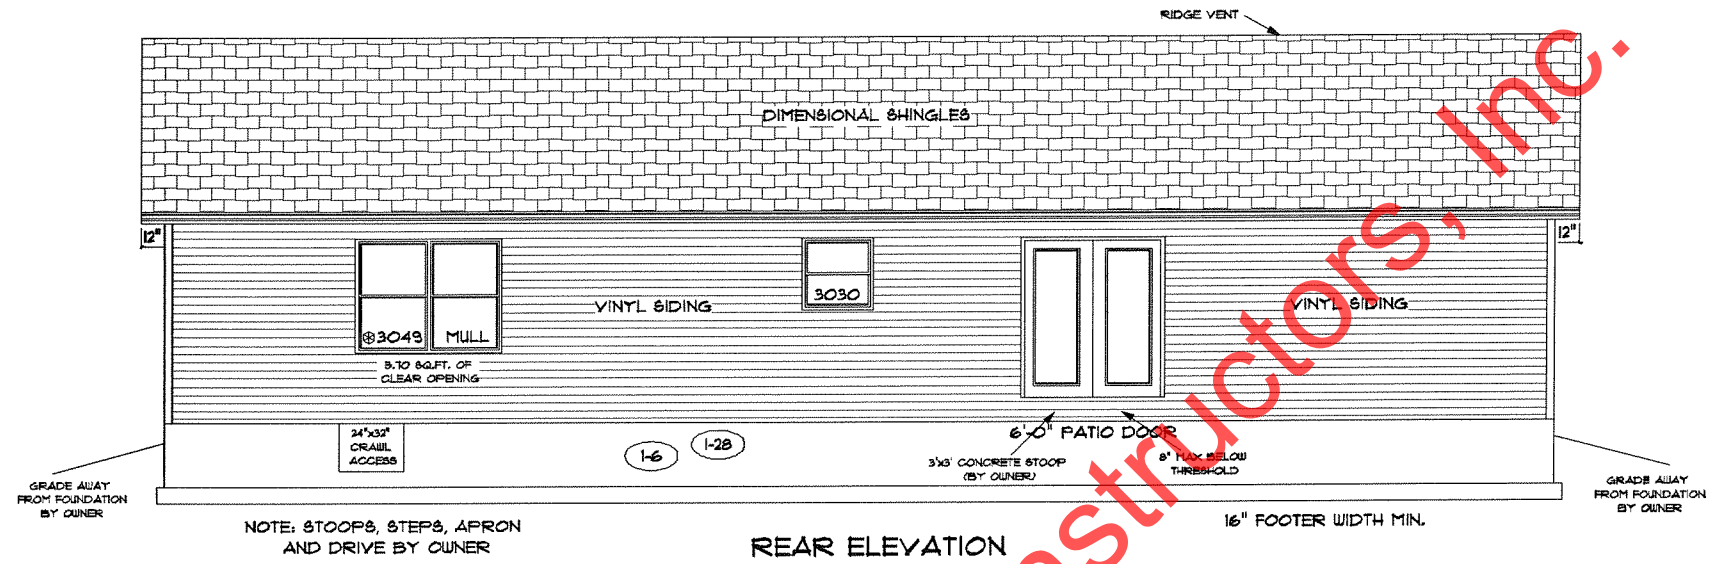 RIDGE VENT
DIMENSIONAL SHINGLES
12"
12"
3030
VINYL SIDING
VINYL SIDING
3049 MULL
5.70 SQ.FT. OF
CLEAR OPENING
24"x32"
CRAWL
ACCESS
1-6
1-28
6'-0" PATIO DOOR
3'x3' CONCRETE STOOP
(BY OWNER)
8" MAX BELOW
THRESHOLD
GRADE AWAY
FROM FOUNDATION
BY OWNER
GRADE AWAY
FROM FOUNDATION
BY OWNER
NOTE: STOOPS, STEPS, APRON
AND DRIVE BY OWNER
16" FOOTER WIDTH MIN.
REAR ELEVATION
structors, Inc.